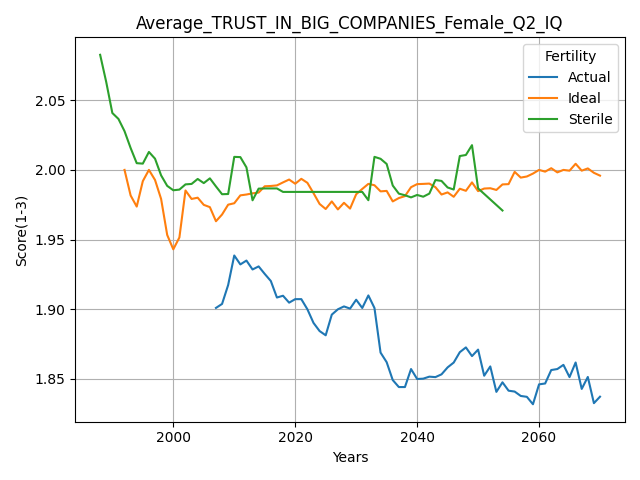 Average_TRUST_IN_BIG_COMPANIES_Female_Q2_IQ
Fertility
Actual
Ideal
Sterile
Score(1-3)
2.05
2.00
1.95
1.90
1.85
2000 2020 2040 2060
Years